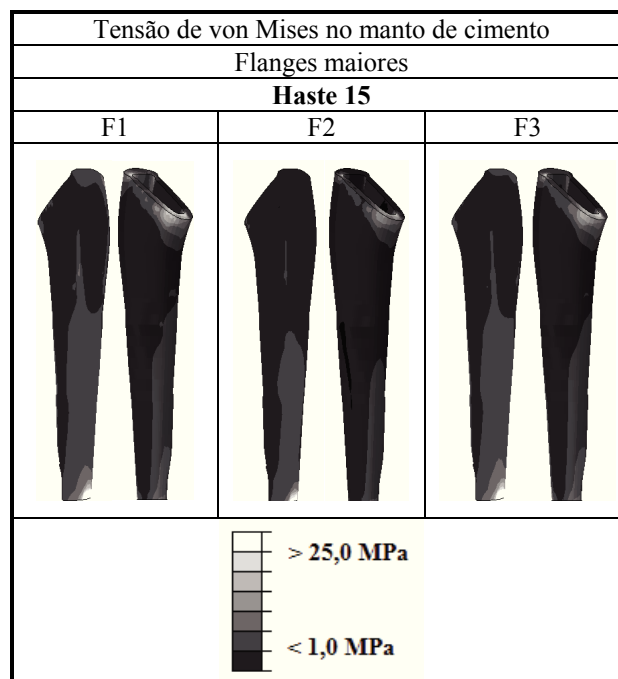 Tensão de von Mises no manto de cimento
Flanges maiores
Haste 15
F1 F2 F3
> 25,0 MPa
< 1,0 MPa